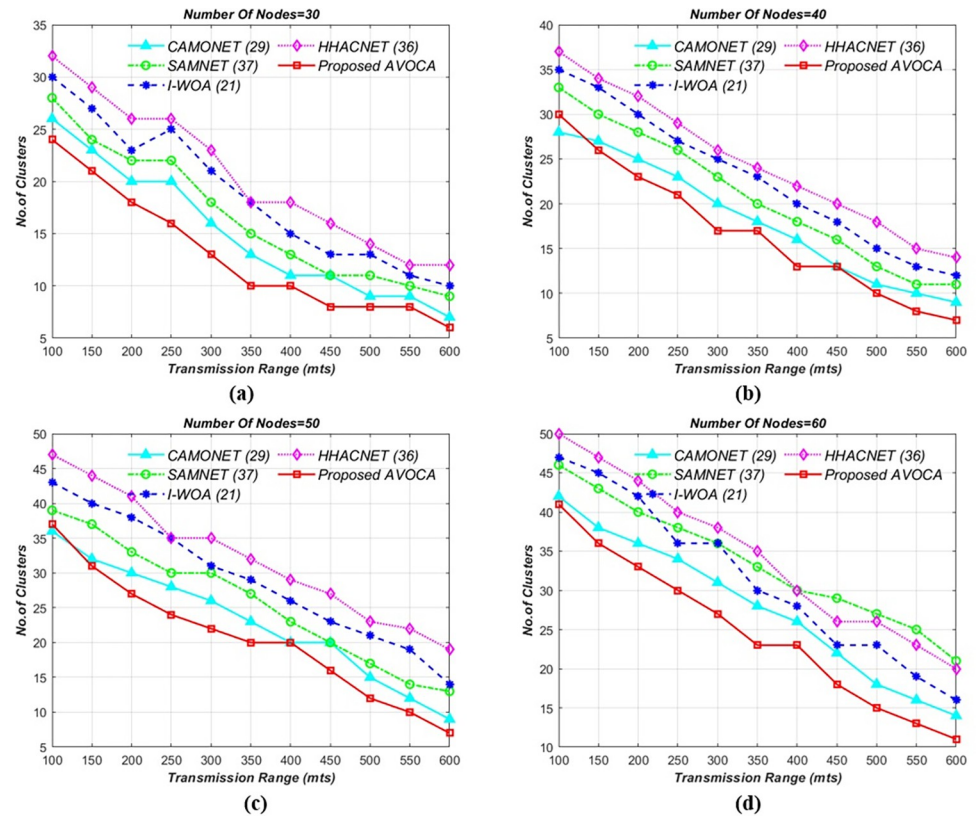 Number Of Nodes=30
35
30
25
20
15
10
5
No.of Clusters
CAMONET (29)
HHACNET (36)
SAMNET (37)
Proposed AVOCA
I-WOA (21)
100 150 200 250 300 350 400 450 500 550 600
Transmission Range (mts)
(a)
Number Of Nodes=40
40
35
30
25
20
15
10
5
No.of Clusters
CAMONET (29)
HHACNET (36)
SAMNET (37)
Proposed AVOCA
I-WOA (21)
100 150 200 250 300 350 400 450 500 550 600
Transmission Range (mts)
(b)
Number Of Nodes=50
50
45
40
35
30
25
20
15
10
5
No.of Clusters
CAMONET (29)
HHACNET (36)
SAMNET (37)
Proposed AVOCA
I-WOA (21)
100 150 200 250 300 350 400 450 500 550 600
Transmission Range (mts)
(c)
Number Of Nodes=60
50
45
40
35
30
25
20
15
10
No.of Clusters
CAMONET (29)
HHACNET (36)
SAMNET (37)
Proposed AVOCA
I-WOA (21)
100 150 200 250 300 350 400 450 500 550 600
Transmission Range (mts)
(d)